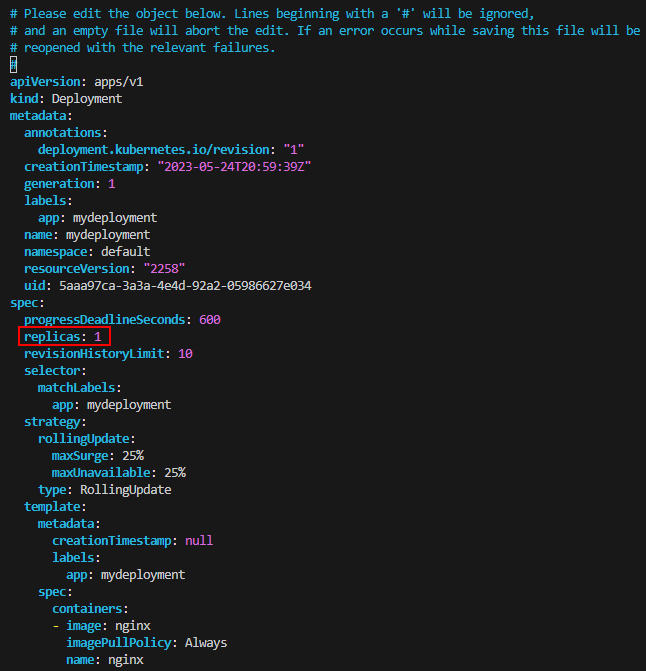 # Please edit the object below. Lines beginning with a '#' will be ignored,
# and an empty file will abort the edit. If an error occurs while saving this file will be
# reopened with the relevant failures.
#
apiVersion: apps/v1
kind: Deployment
metadata:
  annotations:
    deployment.kubernetes.io/revision: "1"
  creationTimestamp: "2023-05-24T20:59:39Z"
  generation: 1
  labels:
    app: mydeployment
  name: mydeployment
  namespace: default
  resourceVersion: "2258"
  uid: 5aaa97ca-3a3a-4e4d-92a2-05986627e034
spec:
  progressDeadlineSeconds: 600
  replicas: 1
  revisionHistoryLimit: 10
  selector:
    matchLabels:
      app: mydeployment
  strategy:
    rollingUpdate:
      maxSurge: 25%
      maxUnavailable: 25%
    type: RollingUpdate
  template:
    metadata:
      creationTimestamp: null
      labels:
        app: mydeployment
    spec:
      containers:
      - image: nginx
        imagePullPolicy: Always
        name: nginx